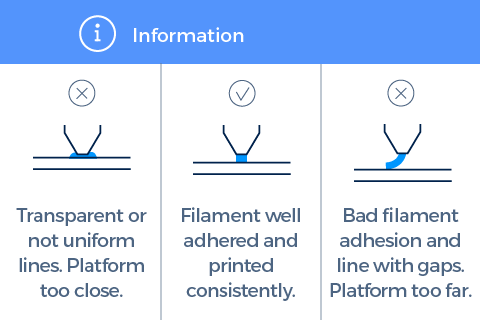 Information
Transparent or
not uniform
lines. Platform
too close.
Filament well
adhered and
printed
consistently.
Bad filament
adhesion and
line with gaps.
Platform too far.